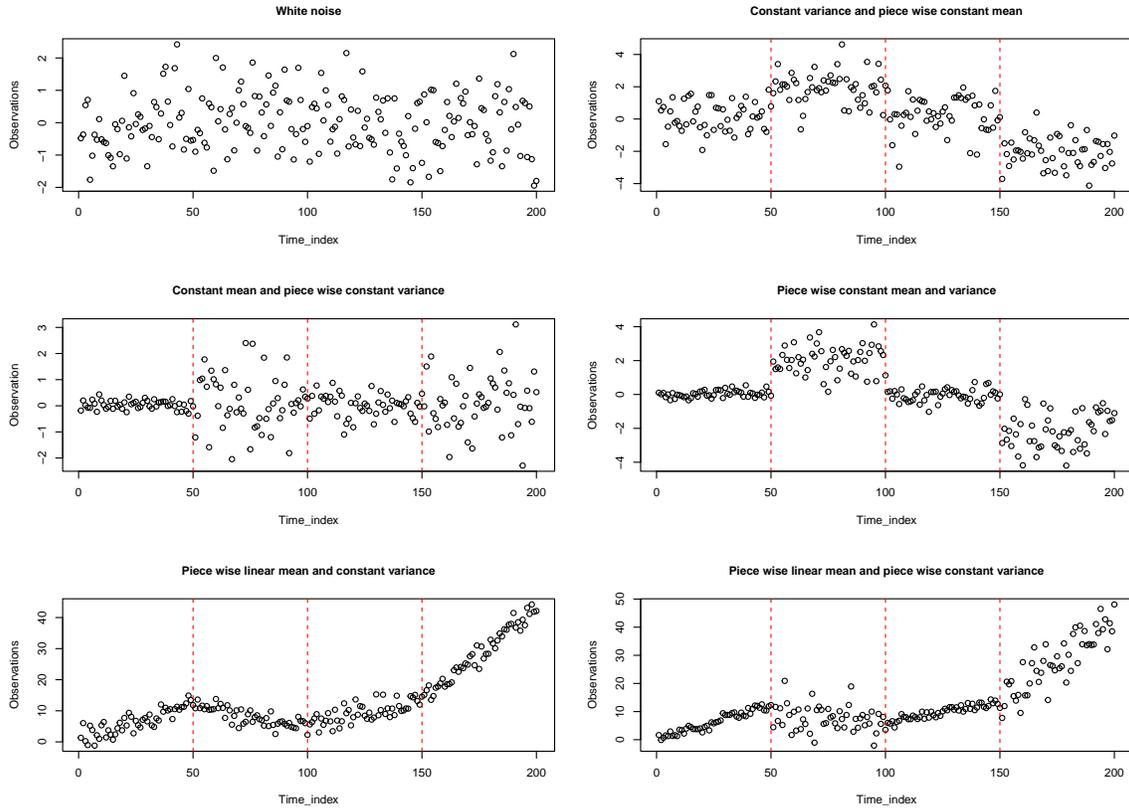 White noise
Observations
2
1
0
−1
−2
0 50 100 150 200
Time_index
Constant variance and piece wise constant mean
Observations
4
2
0
−2
−4
0 50 100 150 200
Time_index
Constant mean and piece wise constant variance
Observation
3
2
1
0
−1
−2
0 50 100 150 200
Time_index
Piece wise constant mean and variance
Observations
4
2
0
−2
−4
0 50 100 150 200
Time_index
Piece wise linear mean and constant variance
Observations
40
30
20
10
0
0 50 100 150 200
Time_index
Piece wise linear mean and piece wise constant variance
Observations
50
40
30
20
10
0
0 50 100 150 200
Time_index